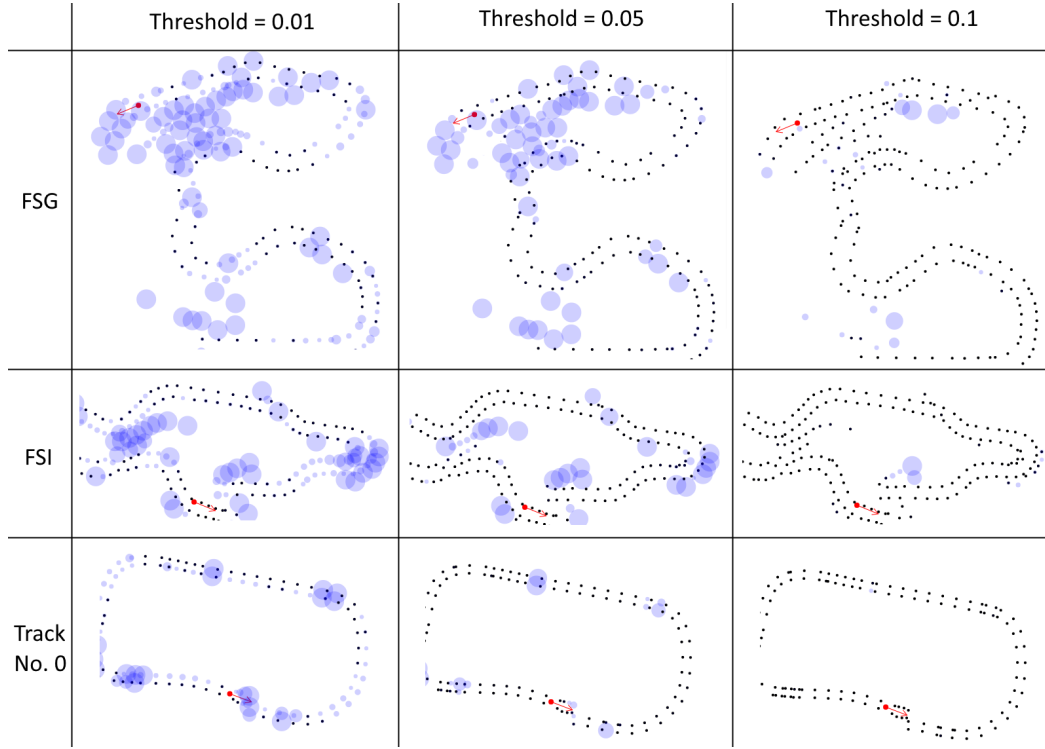 Threshold = 0.01
Threshold = 0.05
Threshold = 0.1
FSG
FSI
Track
No. 0